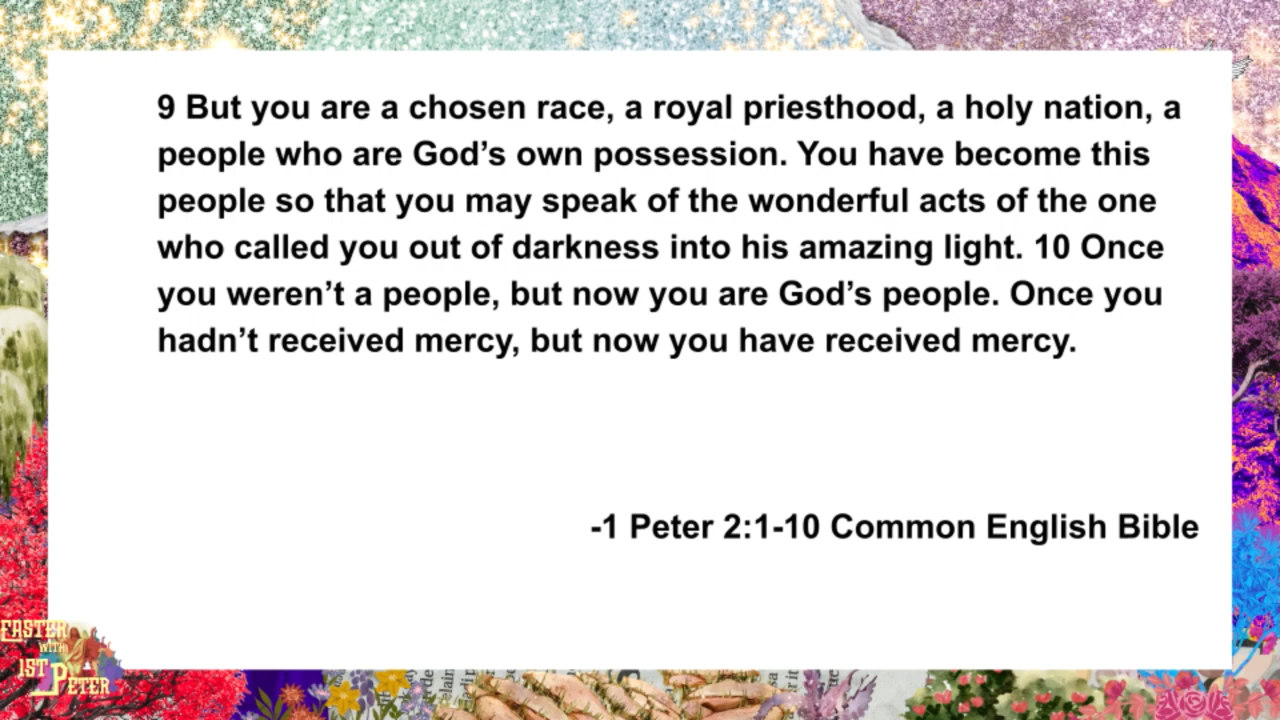 9 But you are a chosen race, a royal priesthood, a holy nation, a
people who are God’s own possession. You have become this
people so that you may speak of the wonderful acts of the one
who called you out of darkness into his amazing light. 10 Once
you weren’t a people, but now you are God’s people. Once you
hadn’t received mercy, but now you have received mercy.
-1 Peter 2:1-10 Common English Bible
EASTER
WITH
1ST PETER